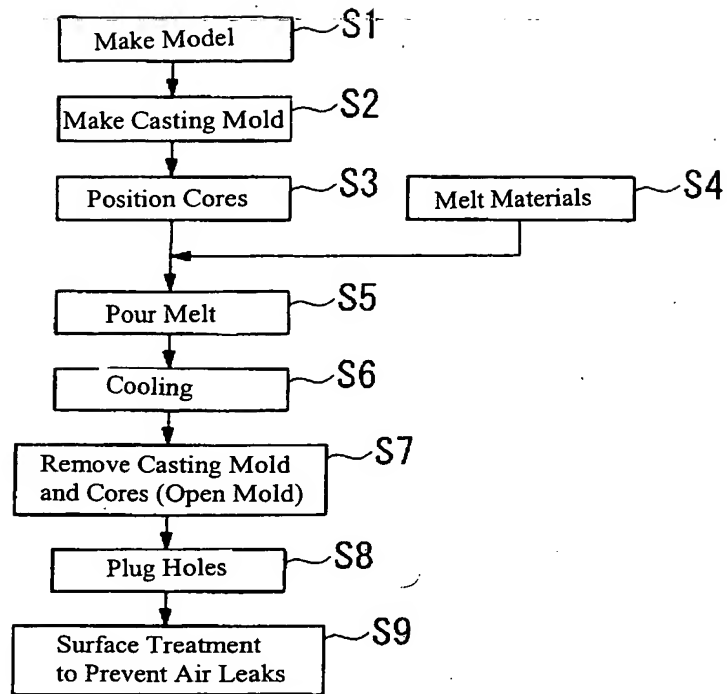 Make Model
S1
Make Casting Mold
S2
Position Cores
S3
Melt Materials
S4
Pour Melt
S5
Cooling
S6
Remove Casting Mold
and Cores (Open Mold)
S7
Plug Holes
S8
Surface Treatment
to Prevent Air Leaks
S9